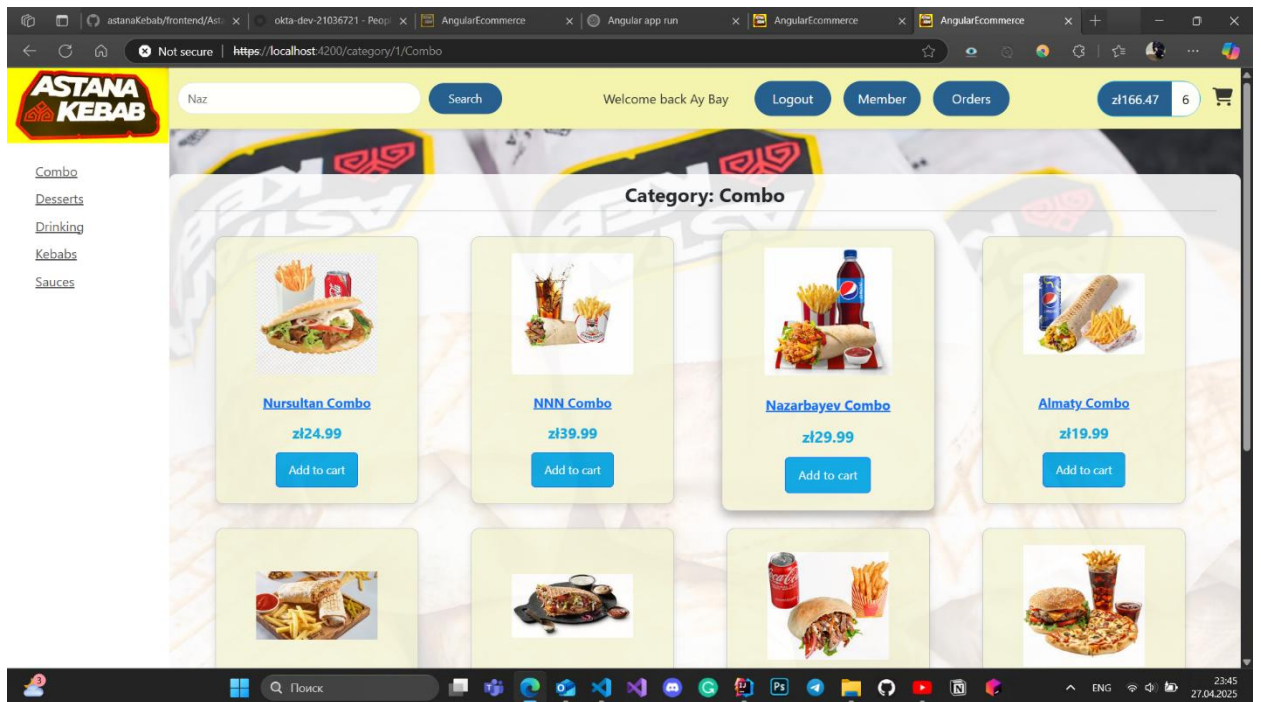 astanaKebab/frontend/Asta
okta-dev-21036721 - Peopl
AngularEcommerce
Angular app run
AngularEcommerce
AngularEcommerce
Not secure
https://localhost:4200/category/1/Combo
ASTANA
KEBAB
Naz
Search
Welcome back Ay Bay
Logout
Member
Orders
zł166.47
6
Combo
Desserts
Drinking
Kebabs
Sauces
Category: Combo
Nursultan Combo
NNN Combo
Nazarbayev Combo
Almaty Combo
zł24.99
zł39.99
zł29.99
zł19.99
Add to cart
Add to cart
Add to cart
Add to cart
3
Поиск
Ps
ENG
23:45
27.04.2025